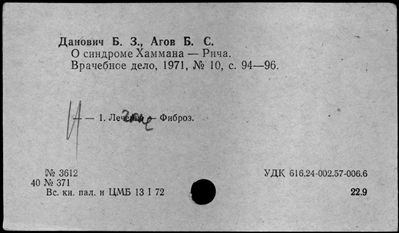 Данович Б. З., Агов Б. С.
О синдроме Хаммана — Рича.
Врачебное дело, 1971, № 10, с. 94—96.
— 1. — Фиброз.
№ 3612
УДК 616.24-002.57-006.6
40 № 371
Вс. кн. пал. и ЦМБ 13 I 72
22.9